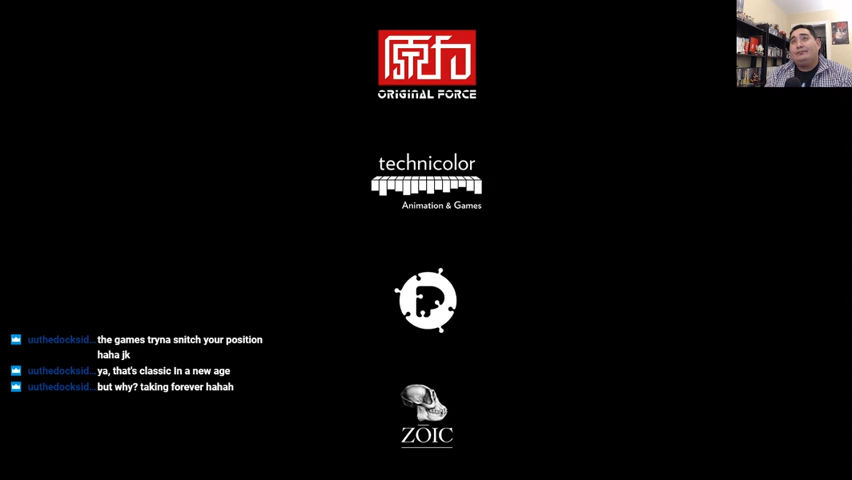 原力
ORIGINAL FORCE
technicolor
Animation & Games
P
uuthedocksid... the games tryna snitch your position
haha jk
uuthedocksid... ya, that's classic In a new age
uuthedocksid... but why? taking forever hahah
ZOIC